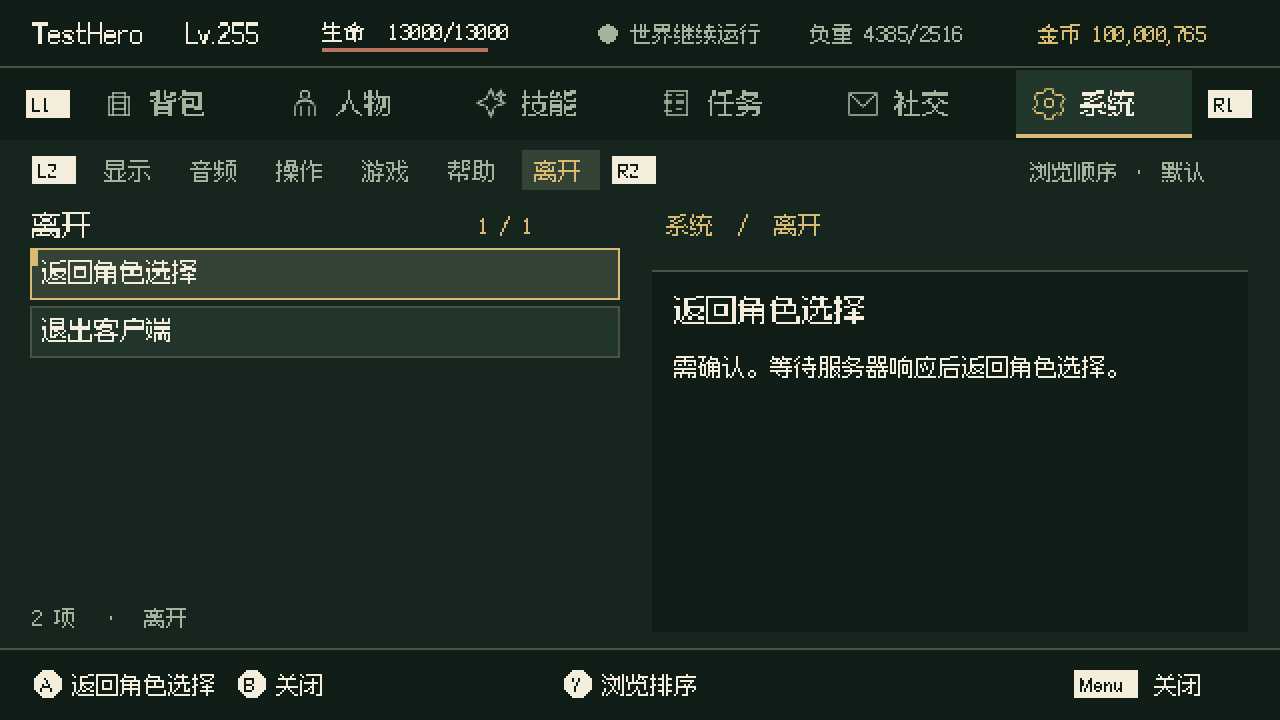 TestHero Lv.255 生命 13000/13000 世界继续运行 负重 4385/2516 金币 100,000,765
L1 背包 人物 技能 任务 社交 系统 R1
L2 显示 音频 操作 游戏 帮助 离开 R2 浏览顺序 · 默认
离开 1 / 1
系统 / 离开
返回角色选择
退出客户端
返回角色选择
需确认。等待服务器响应后返回角色选择。
2 项 · 离开
A 返回角色选择 B 关闭 Y 浏览排序 Menu 关闭